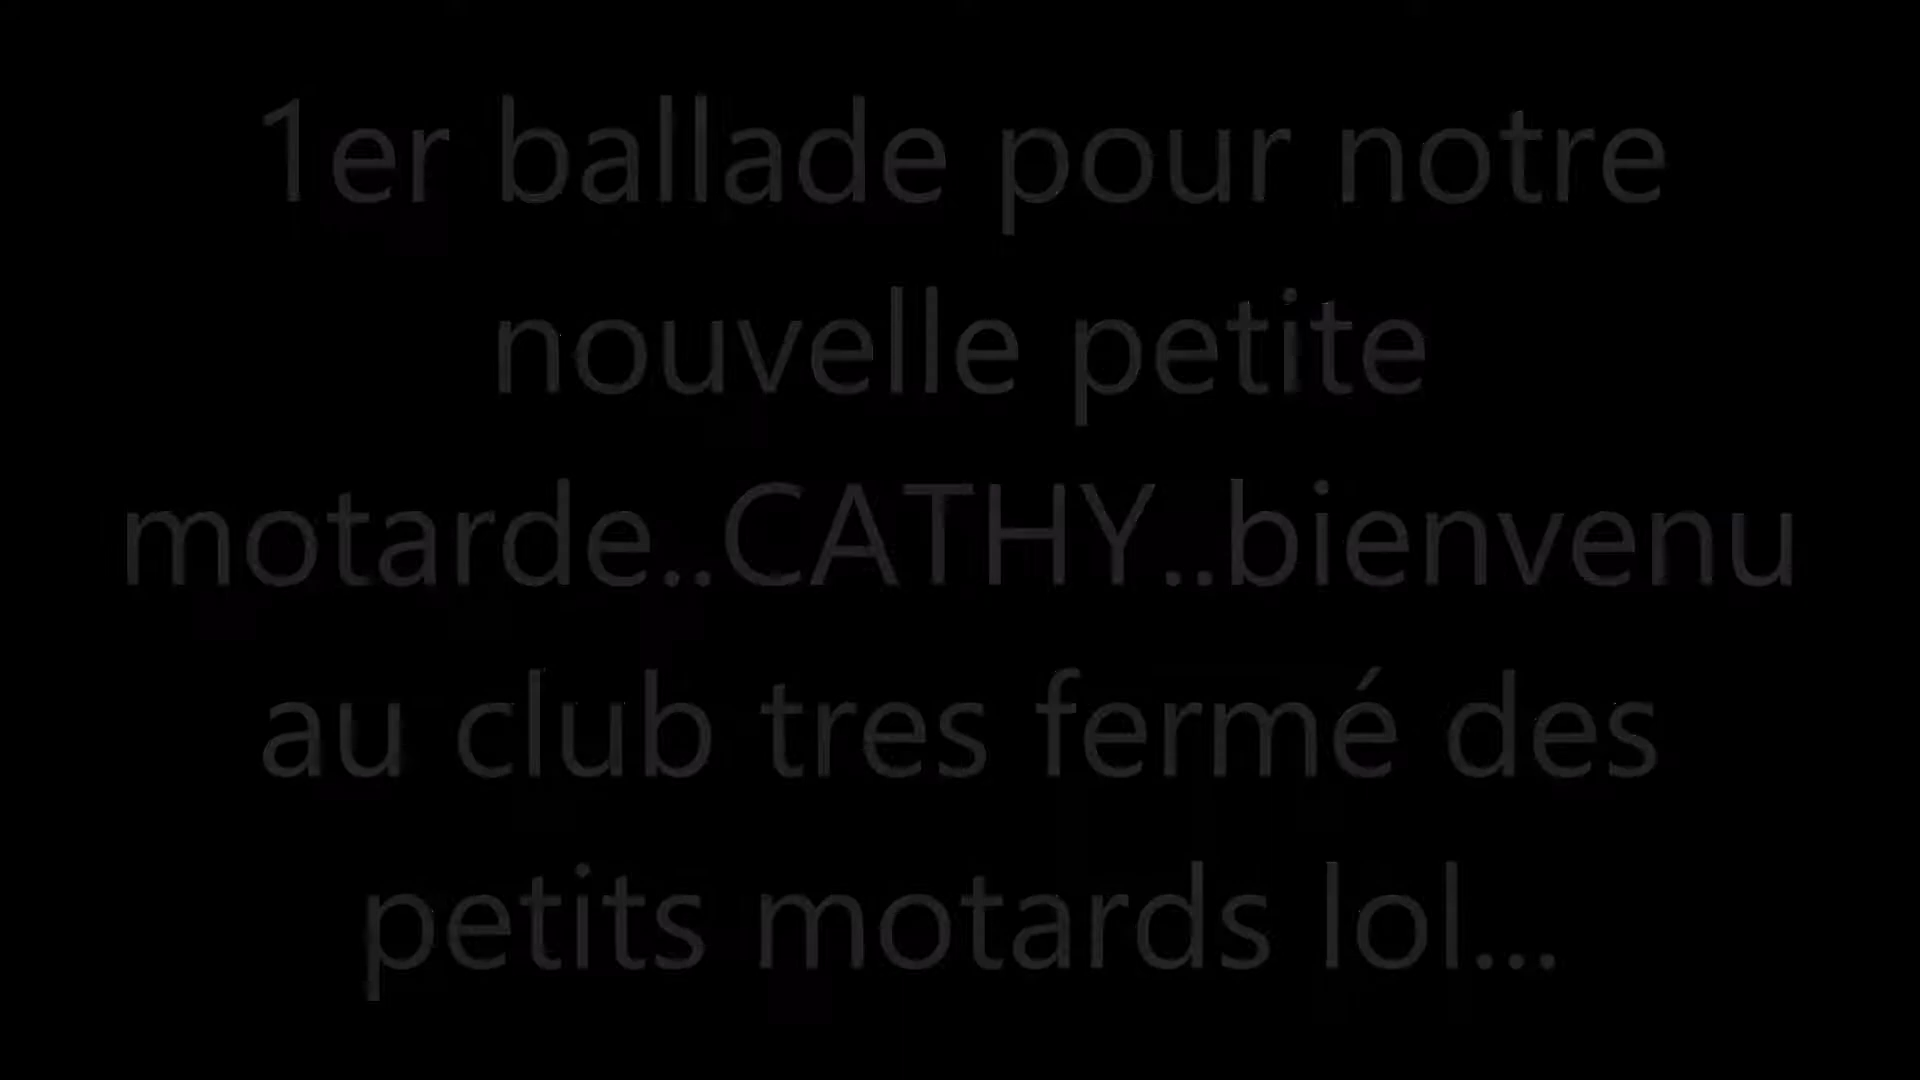 1er ballade pour notre
nouvelle petite
motarde..CATHY..bienvenu
au club tres fermé des
petits motards lol...